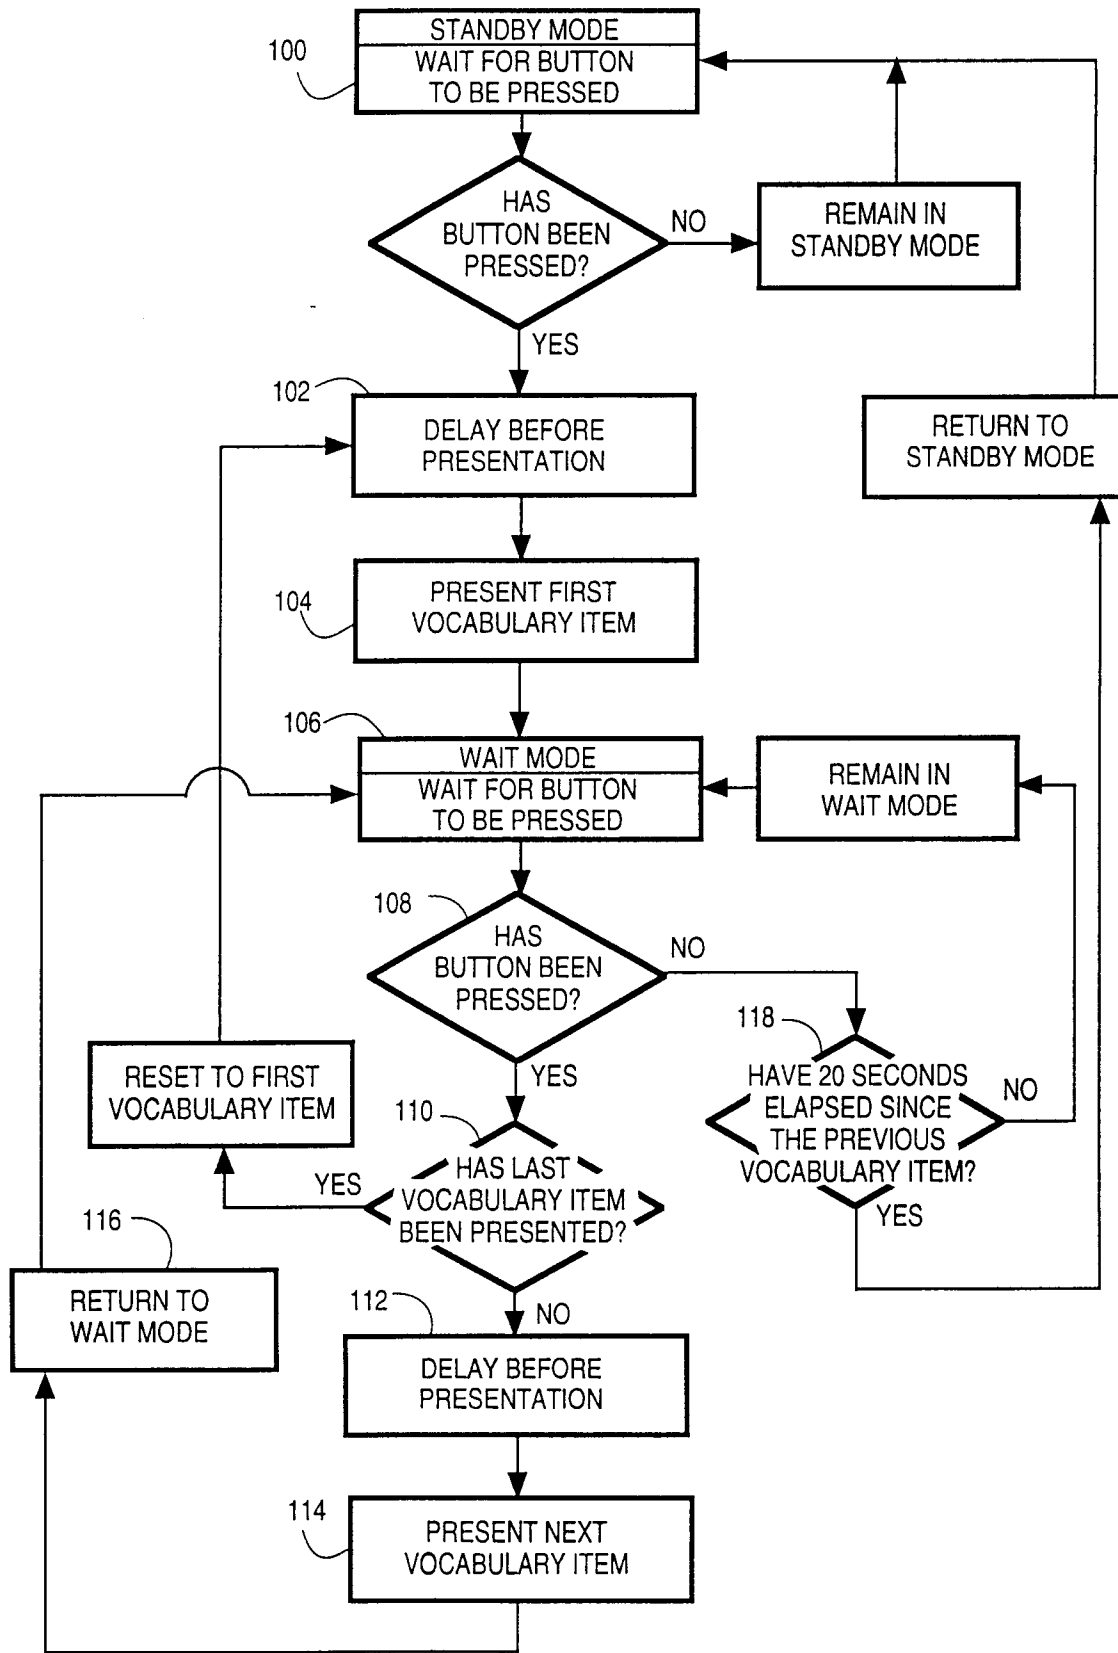 STANDBY MODE
100
WAIT FOR BUTTON
TO BE PRESSED
HAS
BUTTON BEEN
PRESSED?
NO
REMAIN IN
STANDBY MODE
YES
102
DELAY BEFORE
PRESENTATION
RETURN TO
STANDBY MODE
104
PRESENT FIRST
VOCABULARY ITEM
106
WAIT MODE
WAIT FOR BUTTON
TO BE PRESSED
REMAIN IN
WAIT MODE
108
HAS
BUTTON BEEN
PRESSED?
NO
118
HAVE 20 SECONDS
ELAPSED SINCE
THE PREVIOUS
VOCABULARY ITEM?
NO
YES
RESET TO FIRST
VOCABULARY ITEM
YES
110
HAS LAST
VOCABULARY ITEM
BEEN PRESENTED?
YES
116
RETURN TO
WAIT MODE
NO
112
DELAY BEFORE
PRESENTATION
114
PRESENT NEXT
VOCABULARY ITEM